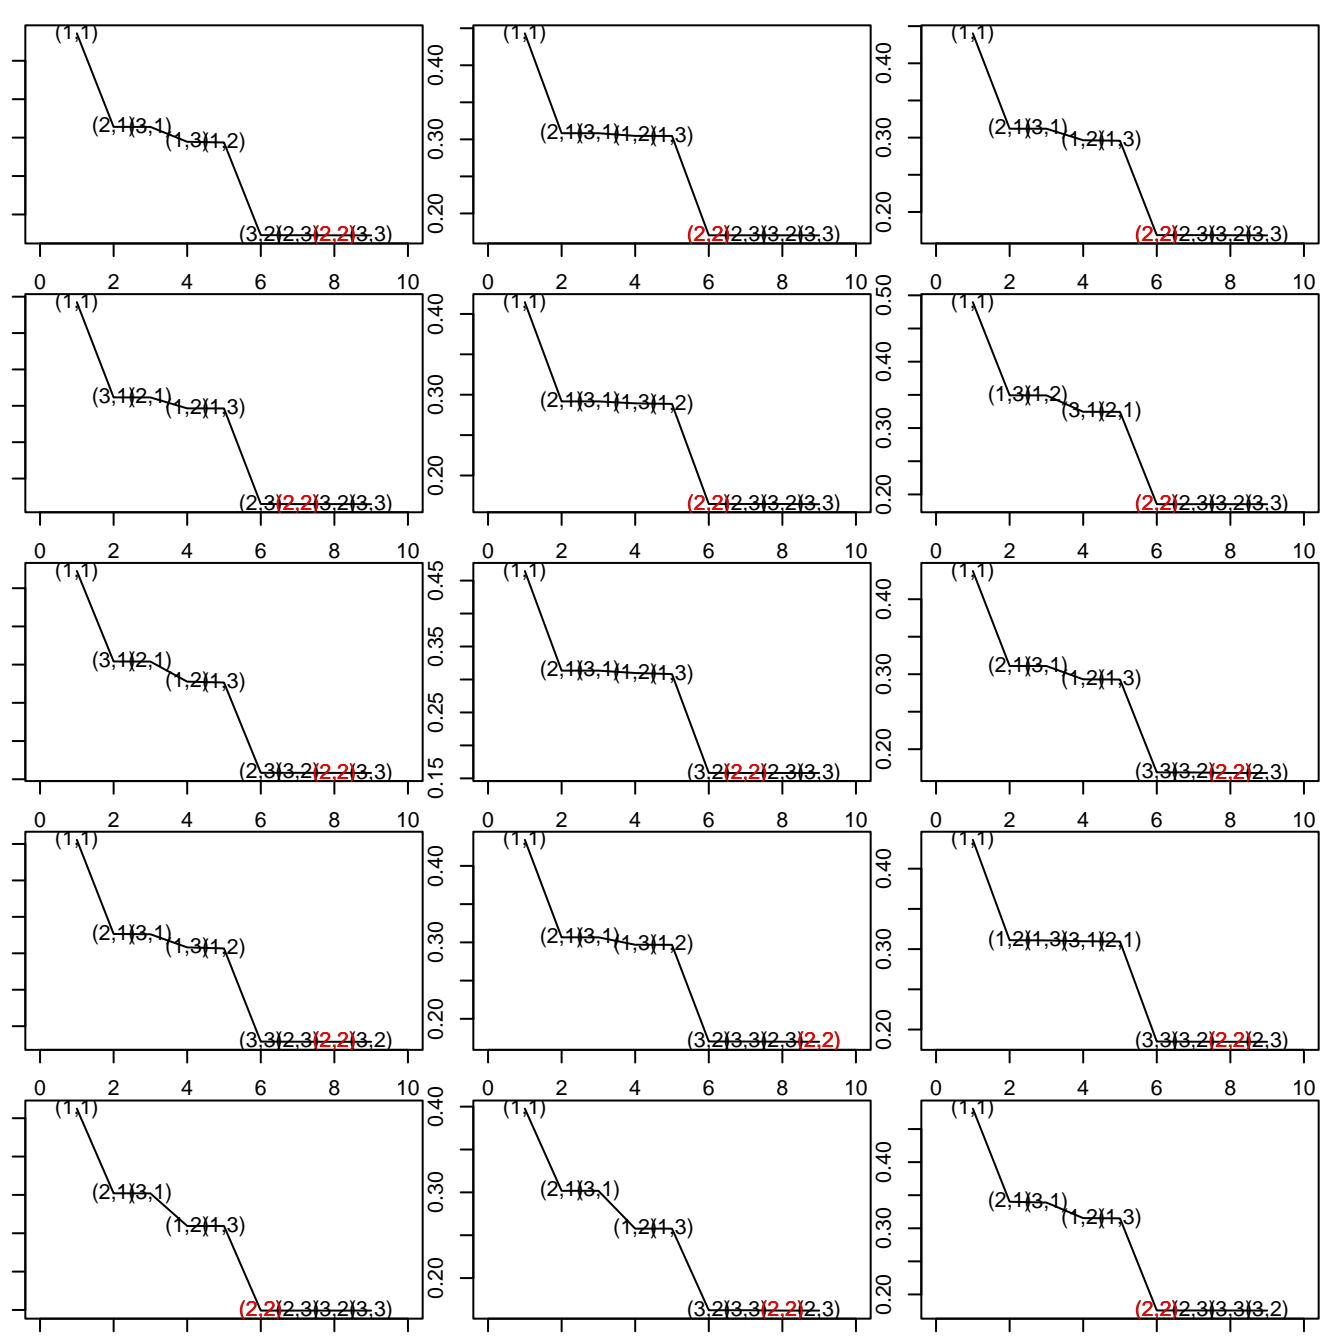 (1,1) (1,1) (1,1)
0.40 0.40
(2,1) (3,1) (1,3) (1,2) 0.30 (2,1) (3,1) (1,2) (1,3) 0.30 (2,1) (3,1) (1,2) (1,3)
0.20 0.20
(3,2) (2,3) (2,2) (3,3) (2,2) (2,3) (3,2) (3,3) (2,2) (2,3) (3,2) (3,3)
0 2 4 6 8 10 0 2 4 6 8 10 0 2 4 6 8 10
(1,1) 0.40 (1,1) 0.50 (1,1)
0.40
(3,1) (2,1) (1,2) (1,3) 0.30 (2,1) (3,1) (1,3) (1,2) (1,3) (1,2) (3,1) (2,1)
0.30
0.20 0.20
(2,3) (2,2) (3,2) (3,3) (2,2) (2,3) (3,2) (3,3) (2,2) (2,3) (3,2) (3,3)
0 2 4 6 8 10 0 2 4 6 8 10 0 2 4 6 8 10
(1,1) 0.45 (1,1) (1,1)
0.40
0.35
(3,1) (2,1) (1,2) (1,3) (2,1) (3,1) (1,2) (1,3) 0.30 (2,1) (3,1) (1,2) (1,3)
0.25
0.20
(2,3) (3,2) (2,2) (3,3) 0.15 (3,2) (2,2) (2,3) (3,3) (3,3) (3,2) (2,2) (2,3)
0 2 4 6 8 10 0 2 4 6 8 10 0 2 4 6 8 10
(1,1) (1,1) (1,1)
0.40 0.40
(2,1) (3,1) (1,3) (1,2) 0.30 (2,1) (3,1) (1,3) (1,2) 0.30 (1,2) (1,3) (3,1) (2,1)
0.20 0.20
(3,3) (2,3) (2,2) (3,2) (3,2) (3,3) (2,3) (2,2) (3,3) (3,2) (2,2) (2,3)
0 2 4 6 8 10 0 2 4 6 8 10 0 2 4 6 8 10
(1,1) 0.40 (1,1) (1,1)
0.40
(2,1) (3,1) (1,2) (1,3) 0.30 (2,1) (3,1) (1,2) (1,3) (2,1) (3,1) (1,2) (1,3)
0.30
0.20 0.20
(2,2) (2,3) (3,2) (3,3) (3,2) (3,3) (2,2) (2,3) (2,2) (2,3) (3,3) (3,2)